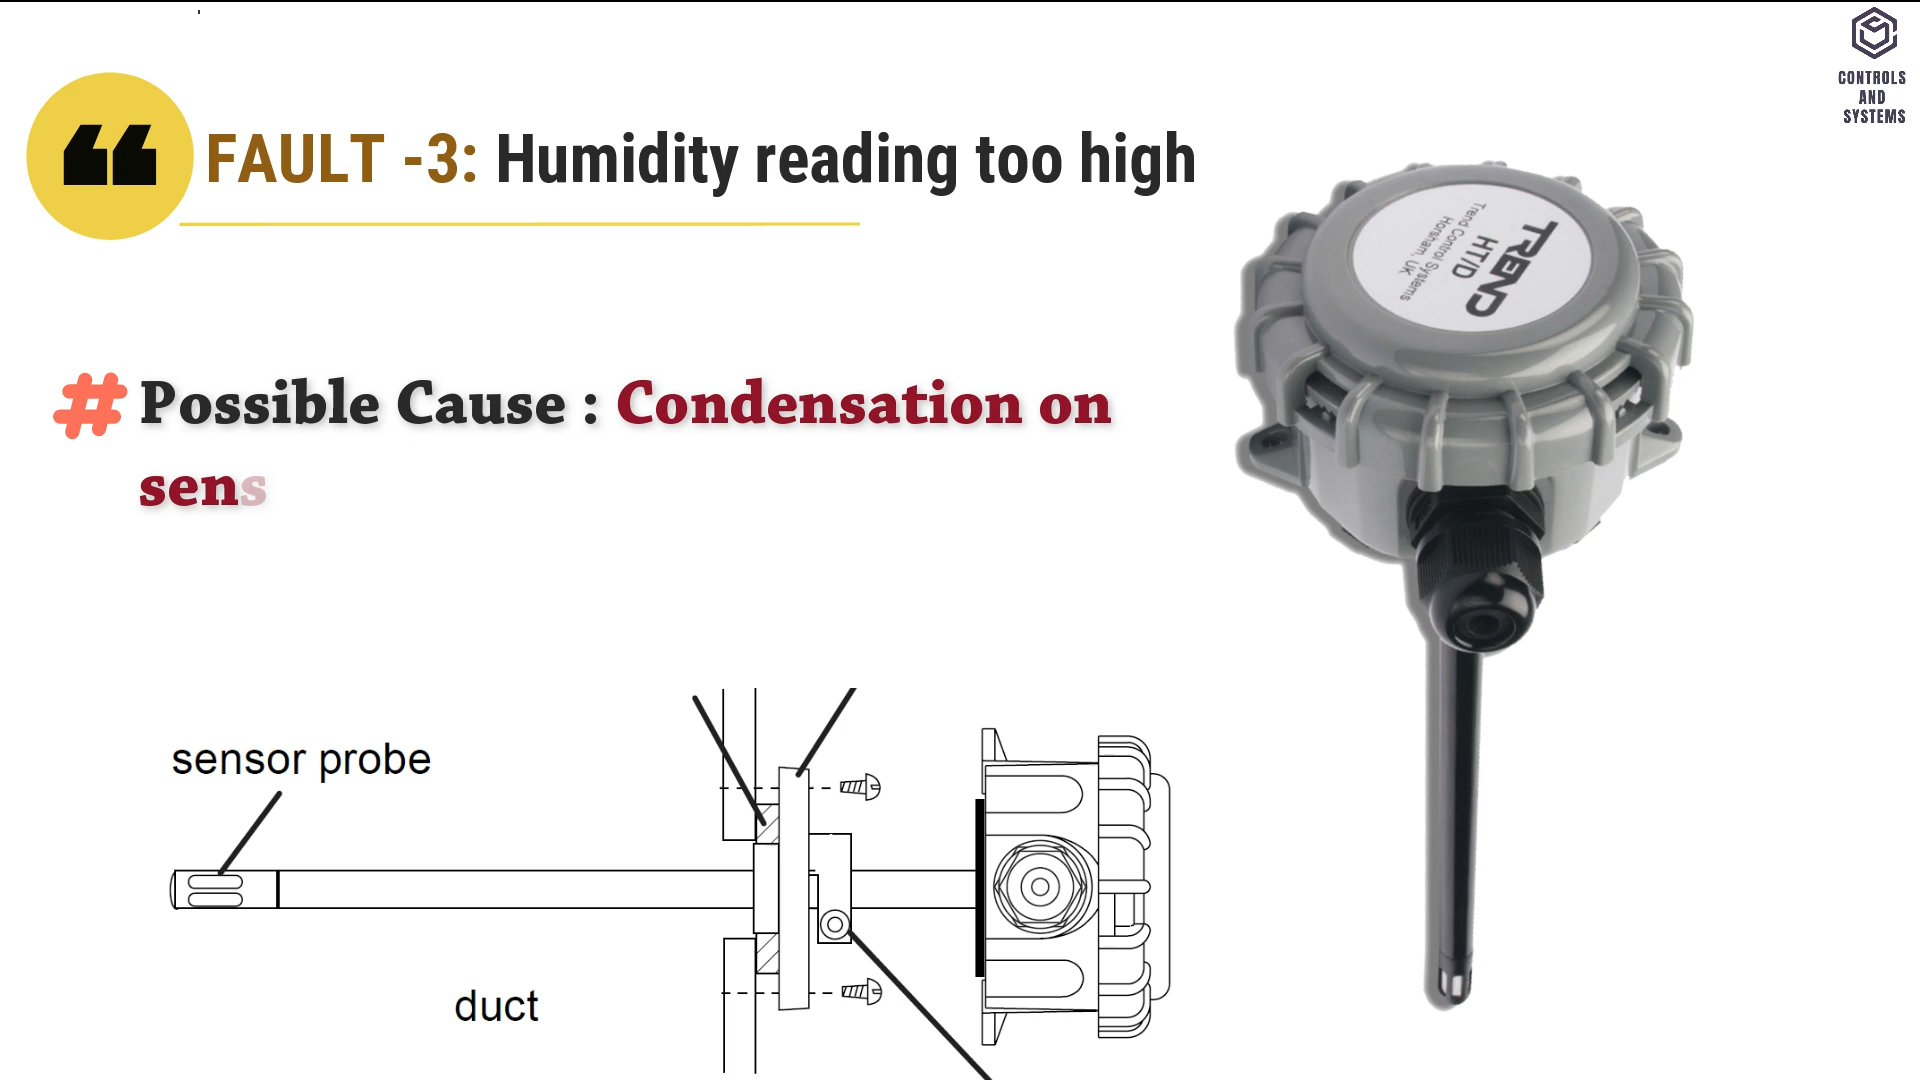 CONTROLS
AND
SYSTEMS
FAULT -3: Humidity reading too high
TREND
HT/D
Trend Control Systems
Horsham, UK
# Possible Cause : Condensation on
sens
sensor probe
duct